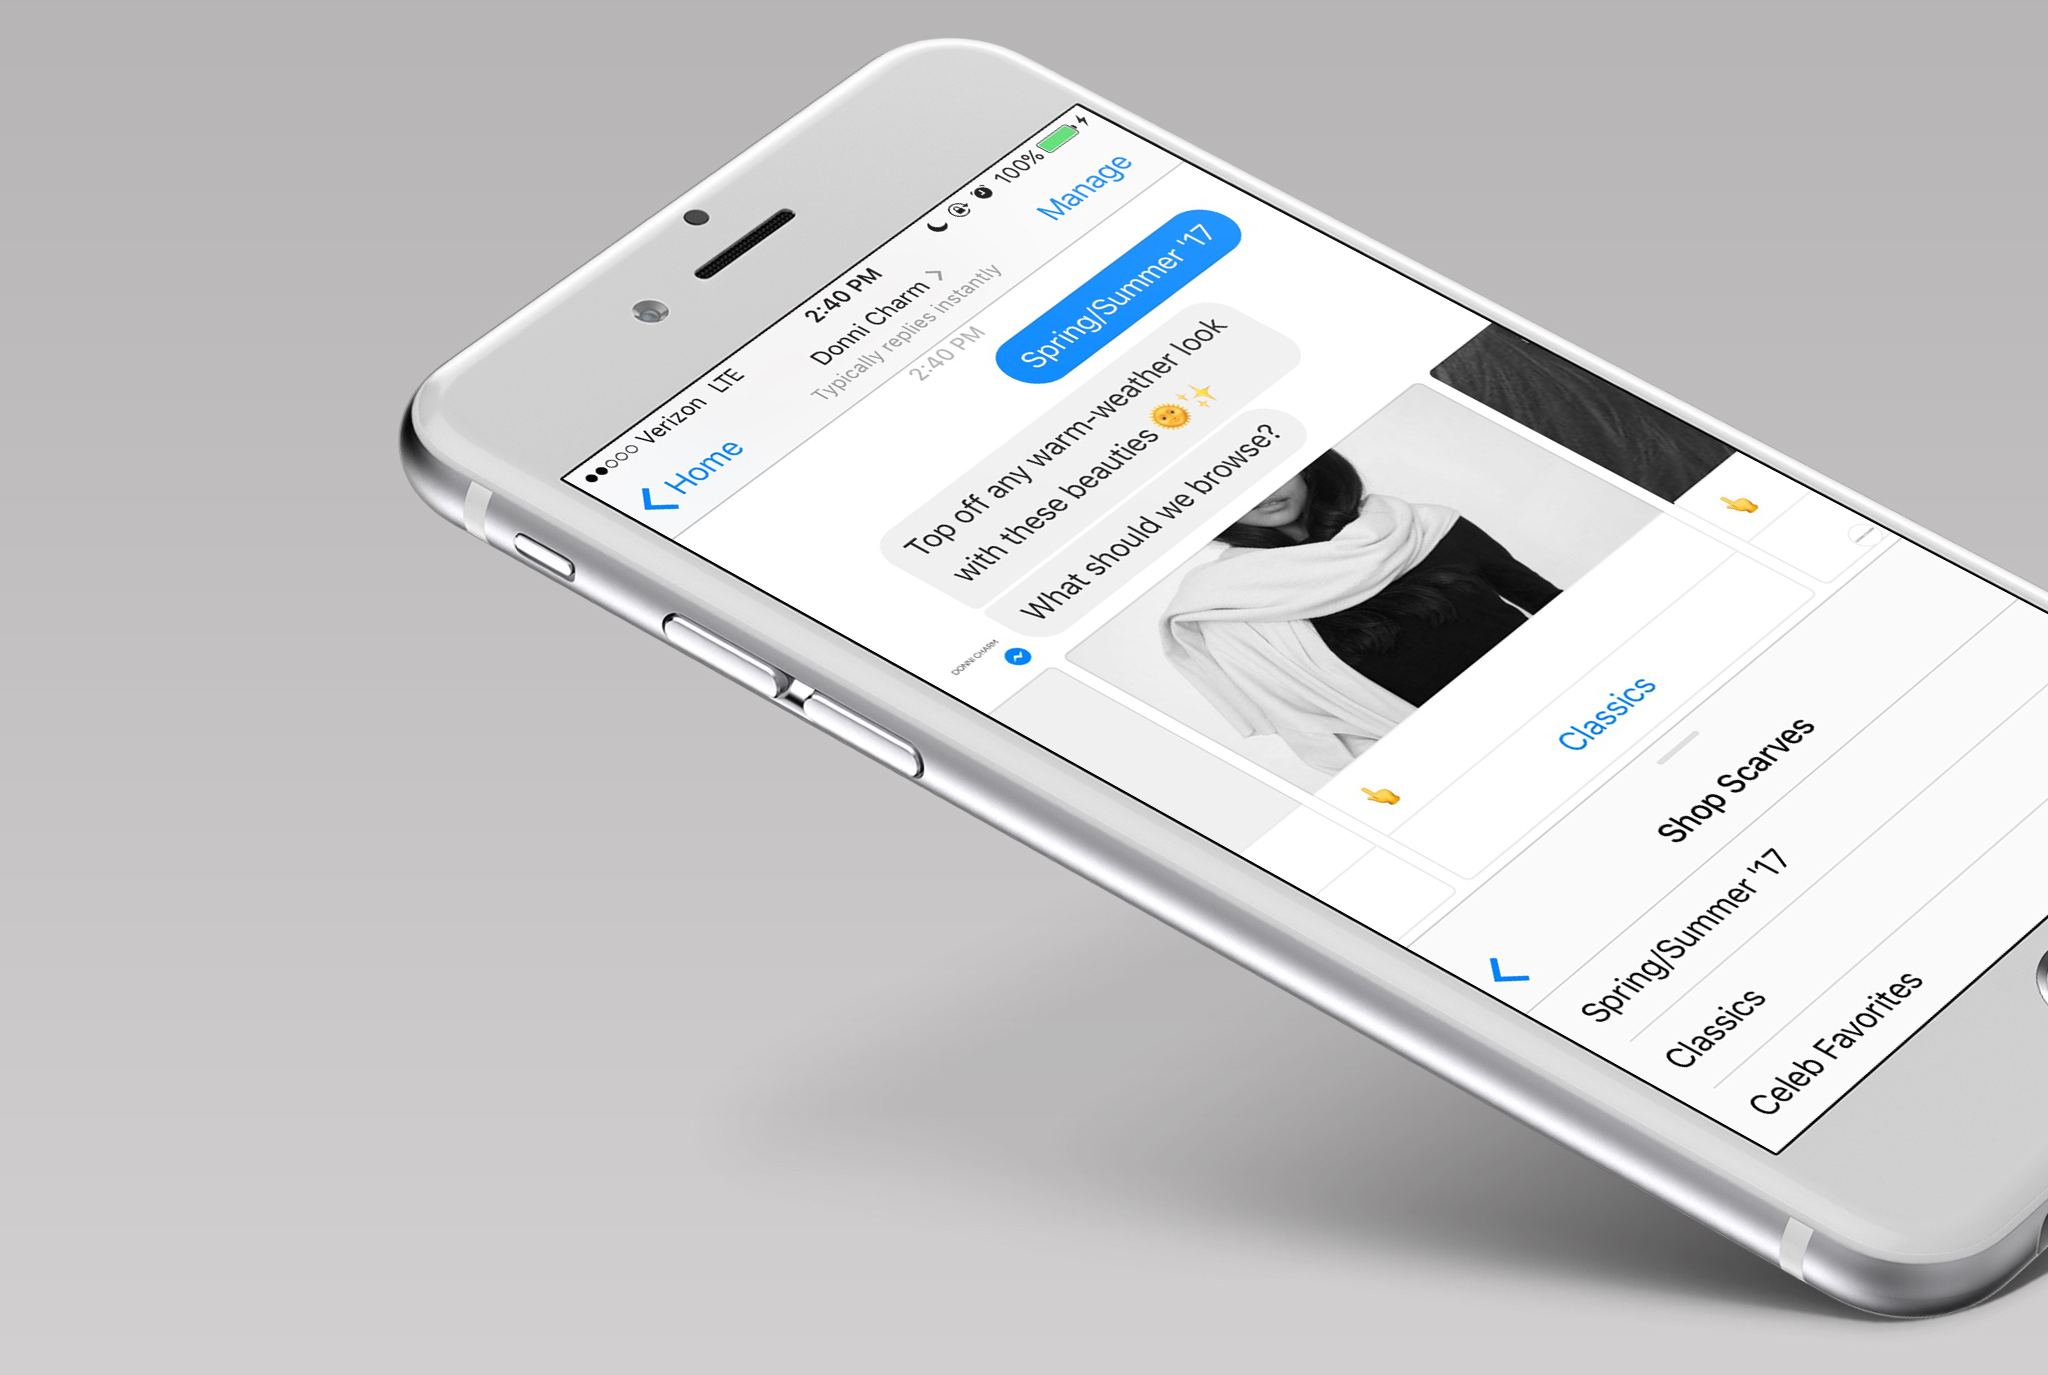 Verizon LTE
2:40 PM
100%
Home
Donni Charm
Manage
Typically replies instantly
2:40 PM
Spring/Summer '17
Top off any warm-weather look
with these beauties 🌞✨
What should we browse?
DONNI CHARM
👆
👆
Classics
Shop Scarves
Spring/Summer '17
Classics
Celeb Favorites